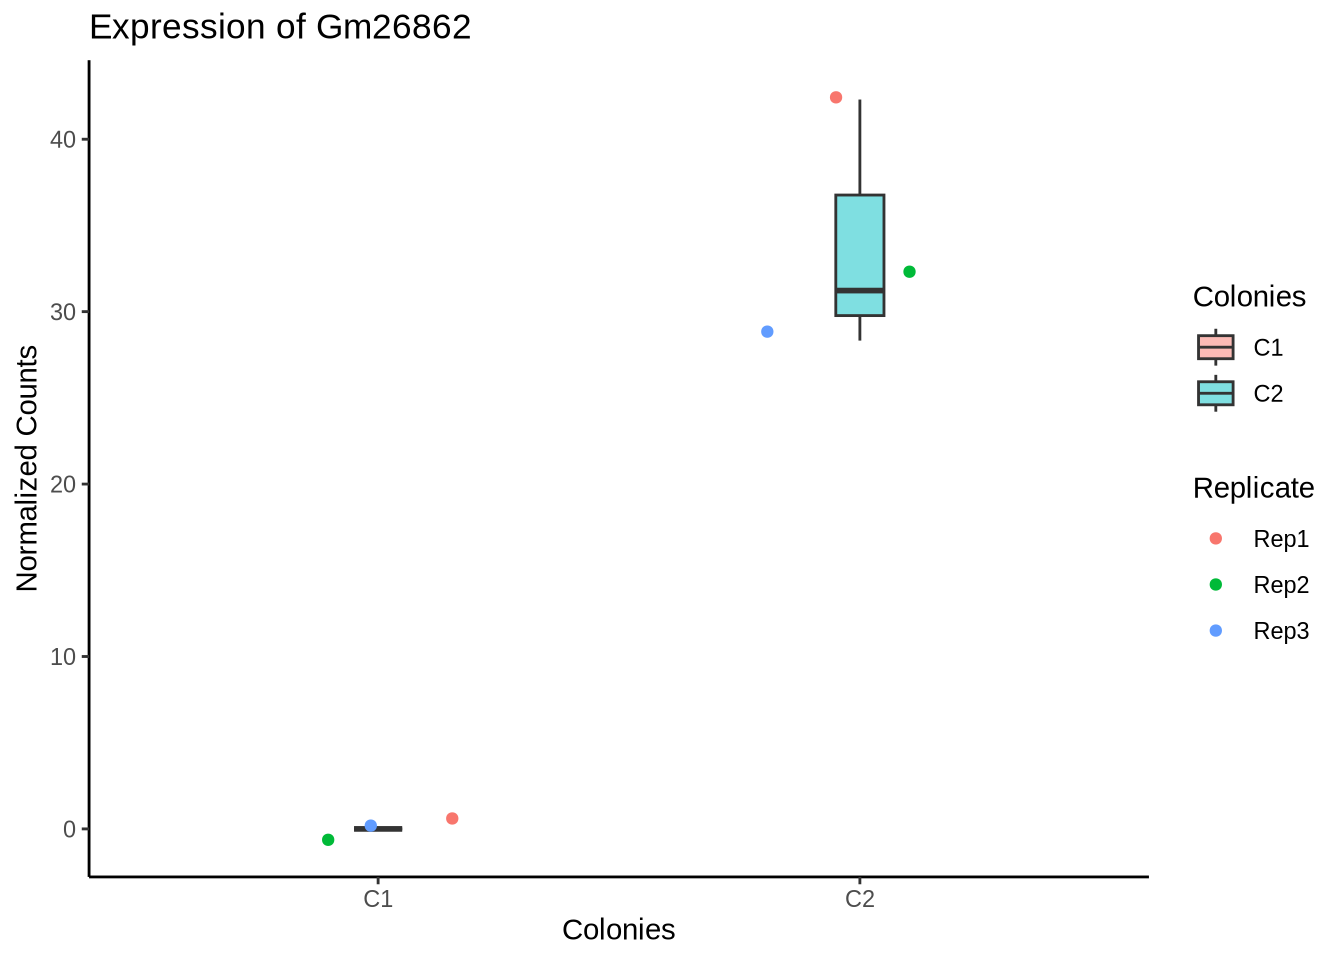 Expression of Gm26862
Normalized Counts
40
30
20
10
0
C1
C2
Colonies
Colonies
C1
C2
Replicate
Rep1
Rep2
Rep3